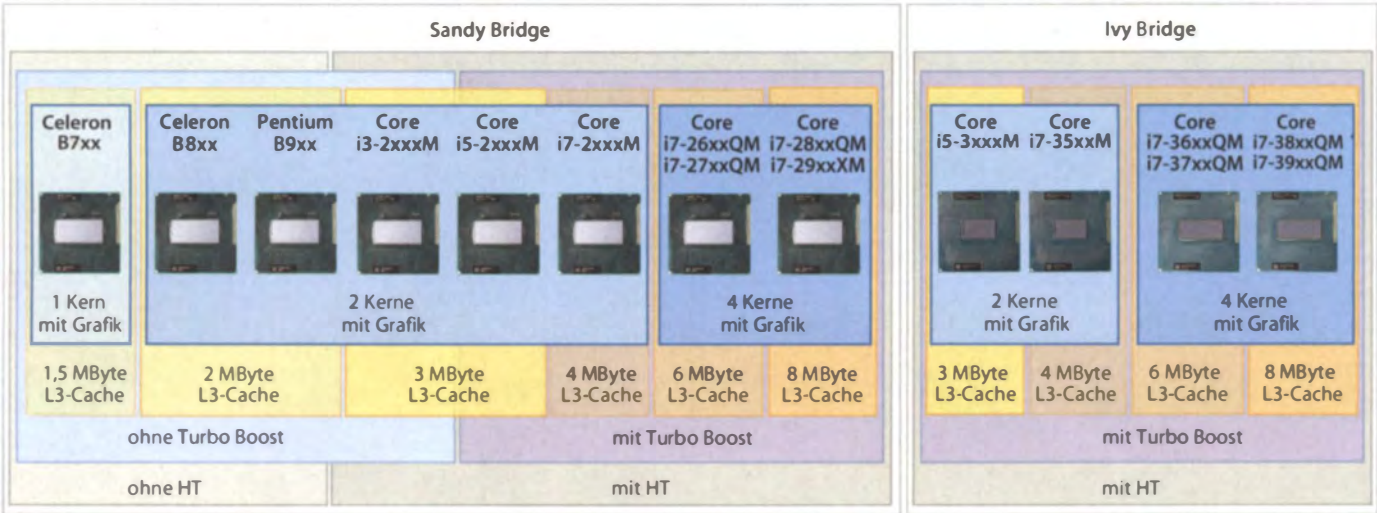 Sandy Bridge
Celeron
B7xx
Celeron
B8xx
Pentium
B9xx
Core
i3-2xxxM
Core
i5-2xxxM
Core
i7-2xxxM
Core
i7-26xxQM
i7-27xxQM
Core
i7-28xxQM
i7-29xxXM
1 Kern
mit Grafik
2 Kerne
mit Grafik
4 Kerne
mit Grafik
1,5 MByte
L3-Cache
2 MByte
L3-Cache
3 MByte
L3-Cache
4 MByte
L3-Cache
6 MByte
L3-Cache
8 MByte
L3-Cache
ohne Turbo Boost
mit Turbo Boost
ohne HT
mit HT
Ivy Bridge
Core
i5-3xxxM
Core
i7-35xxM
Core
i7-36xxQM
i7-37xxQM
Core
i7-38xxQM
i7-39xxQM
2 Kerne
mit Grafik
4 Kerne
mit Grafik
3 MByte
L3-Cache
4 MByte
L3-Cache
6 MByte
L3-Cache
8 MByte
L3-Cache
mit Turbo Boost
mit HT